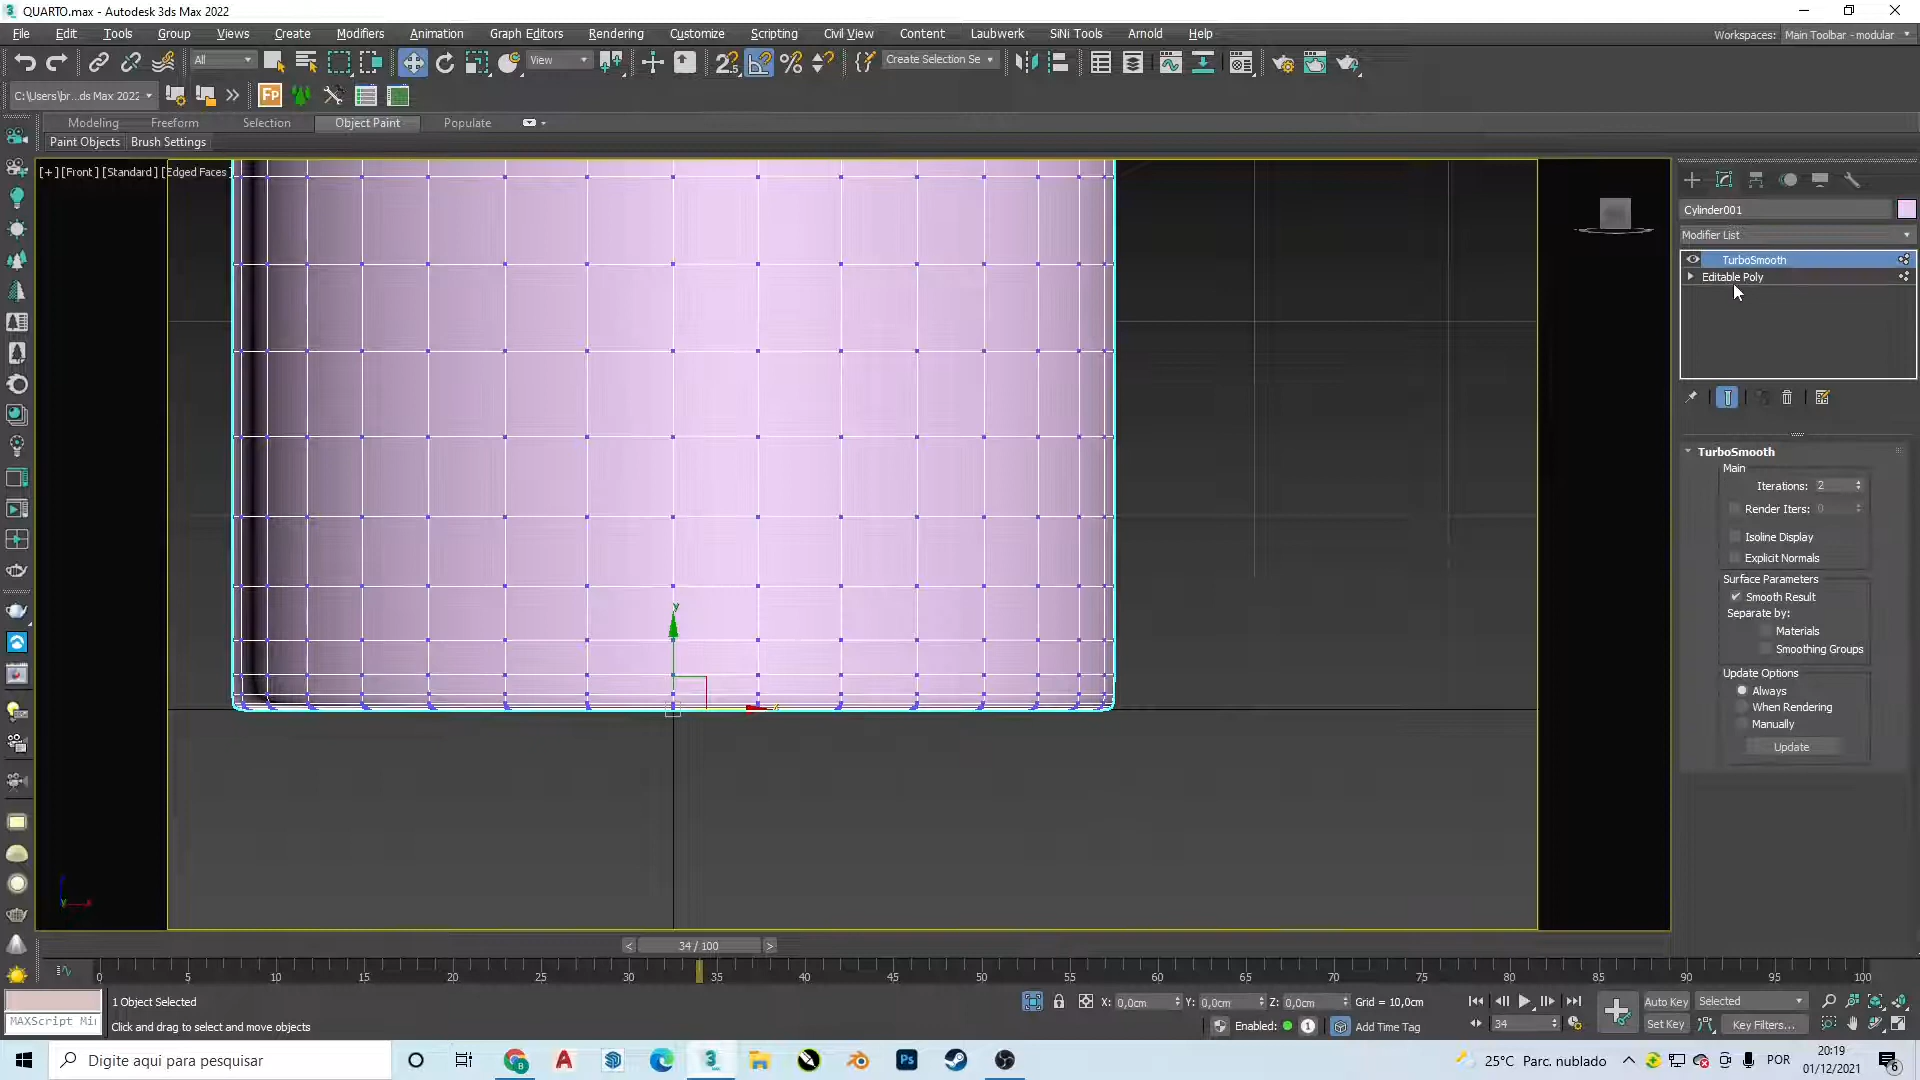 QUARTO.max - Autodesk 3ds Max 2022
File Edit Tools Group Views Create Modifiers Animation Graph Editors Rendering Customize Scripting Civil View Content Laubwerk SiNi Tools Arnold Help
Workspaces: Main Toolbar - modular
All View Create Selection Se
C:\Users\br...ds Max 2022 Fp
Modeling Freeform Selection Object Paint Populate
Paint Objects Brush Settings
[+] [Front] [Standard] [Edged Faces]
Cylinder001
Modifier List
TurboSmooth
Editable Poly
TurboSmooth
Main
Iterations: 2
Render Iters: 0
Isoline Display
Explicit Normals
Surface Parameters
Smooth Result
Separate by:
Materials
Smoothing Groups
Update Options
Always
When Rendering
Manually
Update
y
< 34 / 100 >
0 5 10 15 20 25 30 35 40 45 50 55 60 65 70 75 80 85 90 95 100
1 Object Selected
X: 0,0cm Y: 0,0cm Z: 0,0cm Grid = 10,0cm
Auto Key Selected
MAXScript Mi
Click and drag to select and move objects
Enabled: 1 Add Time Tag
34
Set Key Key Filters...
Digite aqui para pesquisar
Ps
25°C Parc. nublado
POR
20:19
01/12/2021
6